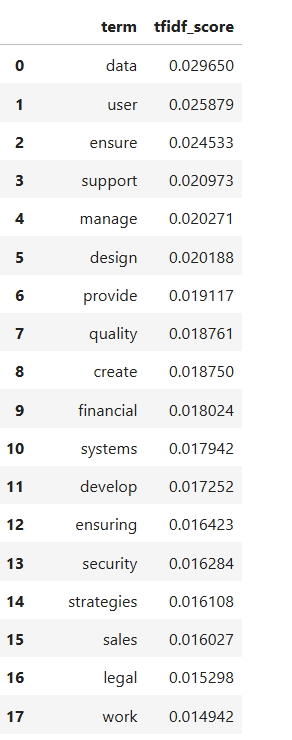 term tfidf_score
0 data 0.029650
1 user 0.025879
2 ensure 0.024533
3 support 0.020973
4 manage 0.020271
5 design 0.020188
6 provide 0.019117
7 quality 0.018761
8 create 0.018750
9 financial 0.018024
10 systems 0.017942
11 develop 0.017252
12 ensuring 0.016423
13 security 0.016284
14 strategies 0.016108
15 sales 0.016027
16 legal 0.015298
17 work 0.014942